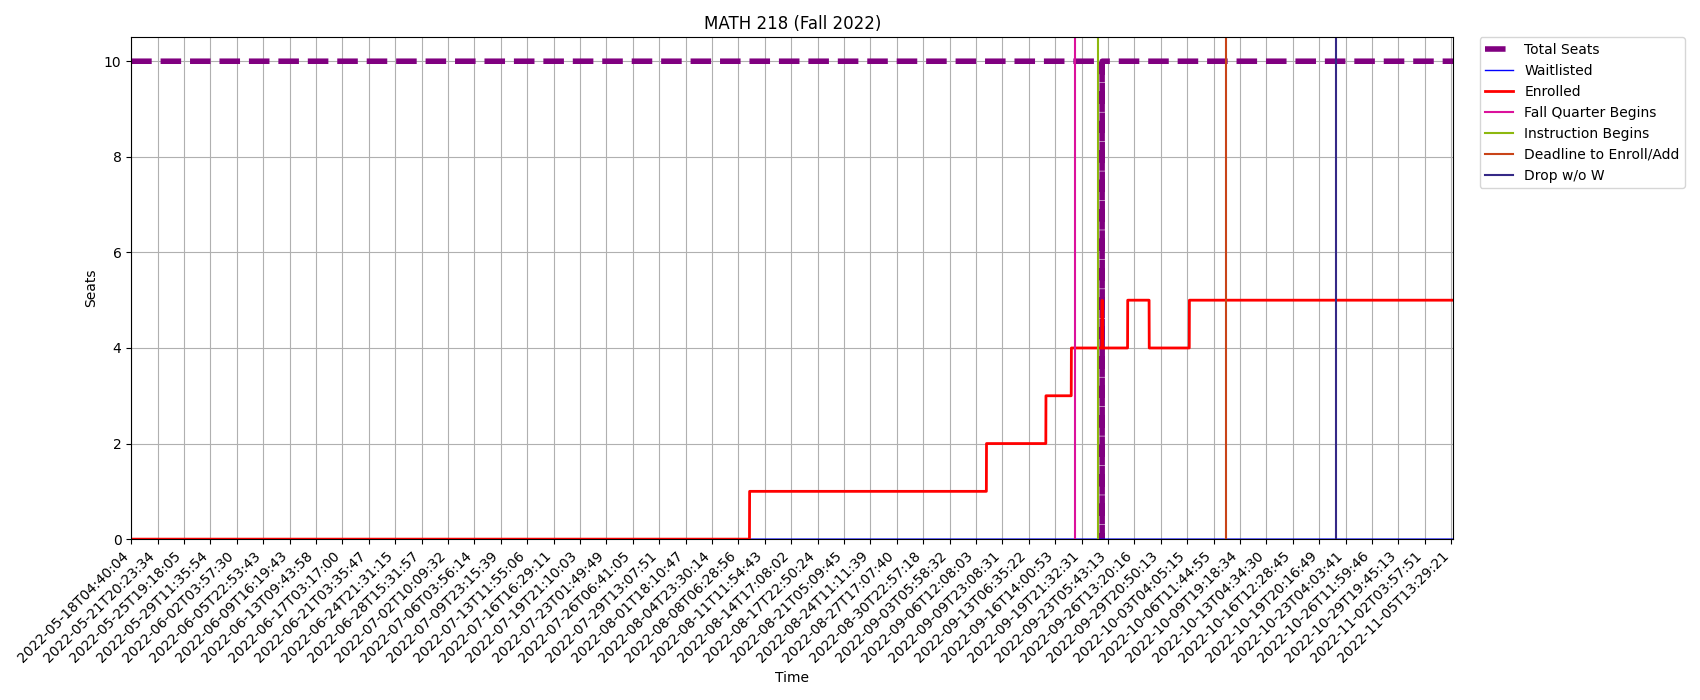 MATH 218 (Fall 2022)
Total Seats
Waitlisted
Enrolled
Fall Quarter Begins
Instruction Begins
Deadline to Enroll/Add
Drop w/o W
Seats
10
8
6
4
2
0
2022-05-18T04:40:04
2022-05-21T20:23:34
2022-05-25T19:18:05
2022-05-29T11:35:54
2022-06-02T03:57:30
2022-06-05T22:53:43
2022-06-09T16:19:43
2022-06-13T09:43:58
2022-06-17T03:17:00
2022-06-21T03:35:47
2022-06-24T21:31:15
2022-06-28T15:31:57
2022-07-02T10:09:32
2022-07-06T03:56:14
2022-07-09T23:15:39
2022-07-13T11:55:06
2022-07-16T16:29:11
2022-07-19T21:10:03
2022-07-23T01:49:49
2022-07-26T06:41:05
2022-07-29T13:07:51
2022-08-01T18:10:47
2022-08-04T23:30:14
2022-08-08T06:28:56
2022-08-11T11:54:43
2022-08-14T17:08:02
2022-08-17T22:50:24
2022-08-21T05:09:45
2022-08-24T11:11:39
2022-08-27T17:07:40
2022-08-30T22:57:18
2022-09-03T05:58:32
2022-09-06T12:08:03
2022-09-09T23:08:31
2022-09-13T06:35:22
2022-09-16T14:00:53
2022-09-19T21:32:31
2022-09-23T05:43:13
2022-09-26T13:20:16
2022-09-29T20:50:13
2022-10-03T04:05:15
2022-10-06T11:44:55
2022-10-09T19:18:34
2022-10-13T04:34:30
2022-10-16T12:28:45
2022-10-19T20:16:49
2022-10-23T04:03:41
2022-10-26T11:59:46
2022-10-29T19:45:13
2022-11-02T03:57:51
2022-11-05T13:29:21
Time